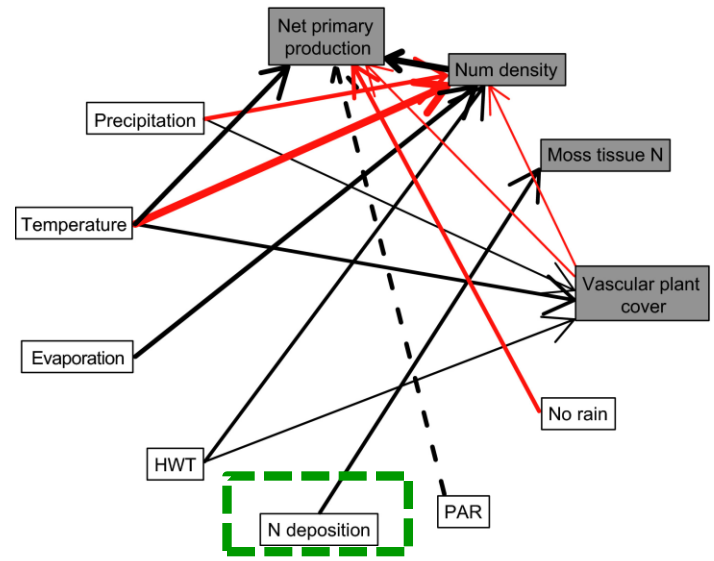 Net primary
production
Num density
Precipitation
Moss tissue N
Temperature
Vascular plant
cover
Evaporation
No rain
HWT
PAR
N deposition